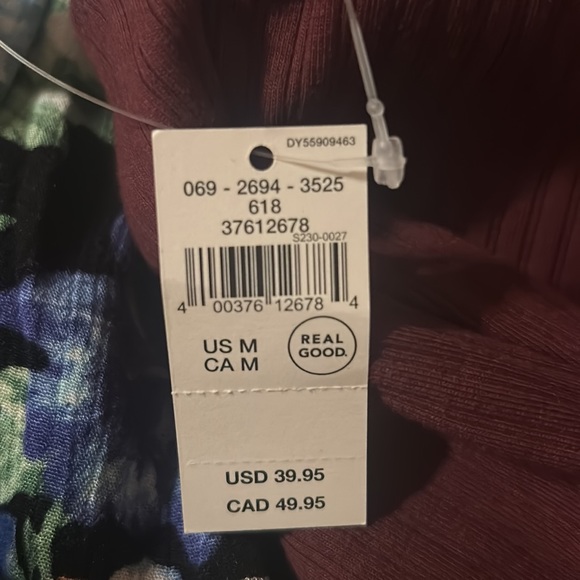 DY55909463
069 - 2694 - 3525
618
37612678
S230-0027
4 00376 12678 4
US M
CA M
REAL
GOOD.
USD 39.95
CAD 49.95